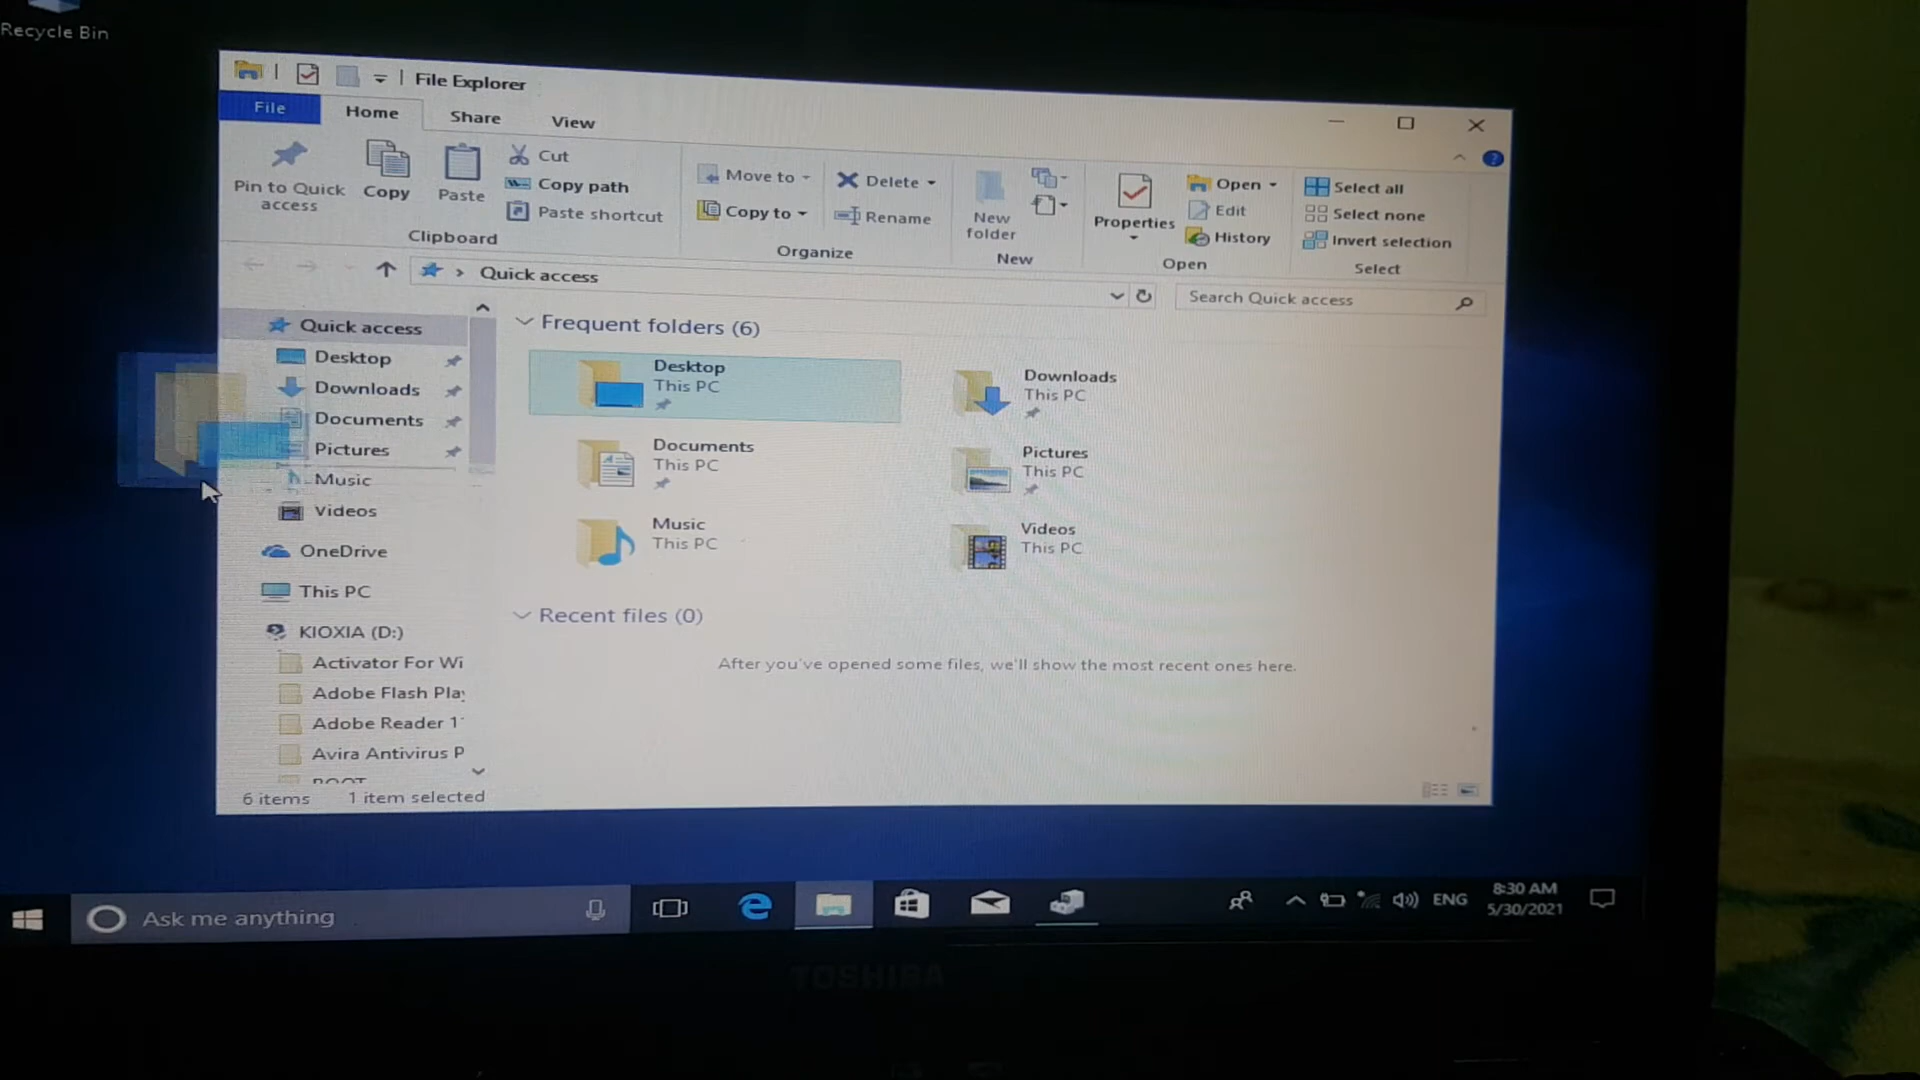 Recycle Bin
File Explorer
File
Home
Share
View
Pin to Quick
access
Copy
Paste
Cut
Copy path
Paste shortcut
Clipboard
Move to
Copy to
Delete
Rename
Organize
New
folder
New
Properties
Open
Edit
History
Open
Select all
Select none
Invert selection
Select
Quick access
Search Quick access
Quick access
Desktop
Downloads
Documents
Pictures
Music
Videos
OneDrive
This PC
KIOXIA (D:)
Activator For Wi
Adobe Flash Play
Adobe Reader 1
Avira Antivirus P
BOOT
Frequent folders (6)
Desktop
This PC
Downloads
This PC
Documents
This PC
Pictures
This PC
Music
This PC
Videos
This PC
Recent files (0)
After you've opened some files, we'll show the most recent ones here.
6 items
1 item selected
Ask me anything
ENG
8:30 AM
5/30/2021
TOSHIBA